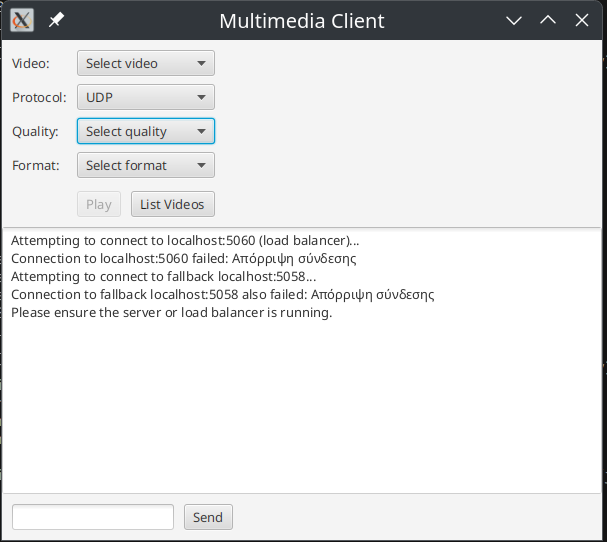 Multimedia Client
Video: Select video
Protocol: UDP
Quality: Select quality
Format: Select format
Play List Videos
Attempting to connect to localhost:5060 (load balancer)...
Connection to localhost:5060 failed: Απόρριψη σύνδεσης
Attempting to connect to fallback localhost:5058...
Connection to fallback localhost:5058 also failed: Απόρριψη σύνδεσης
Please ensure the server or load balancer is running.
Send